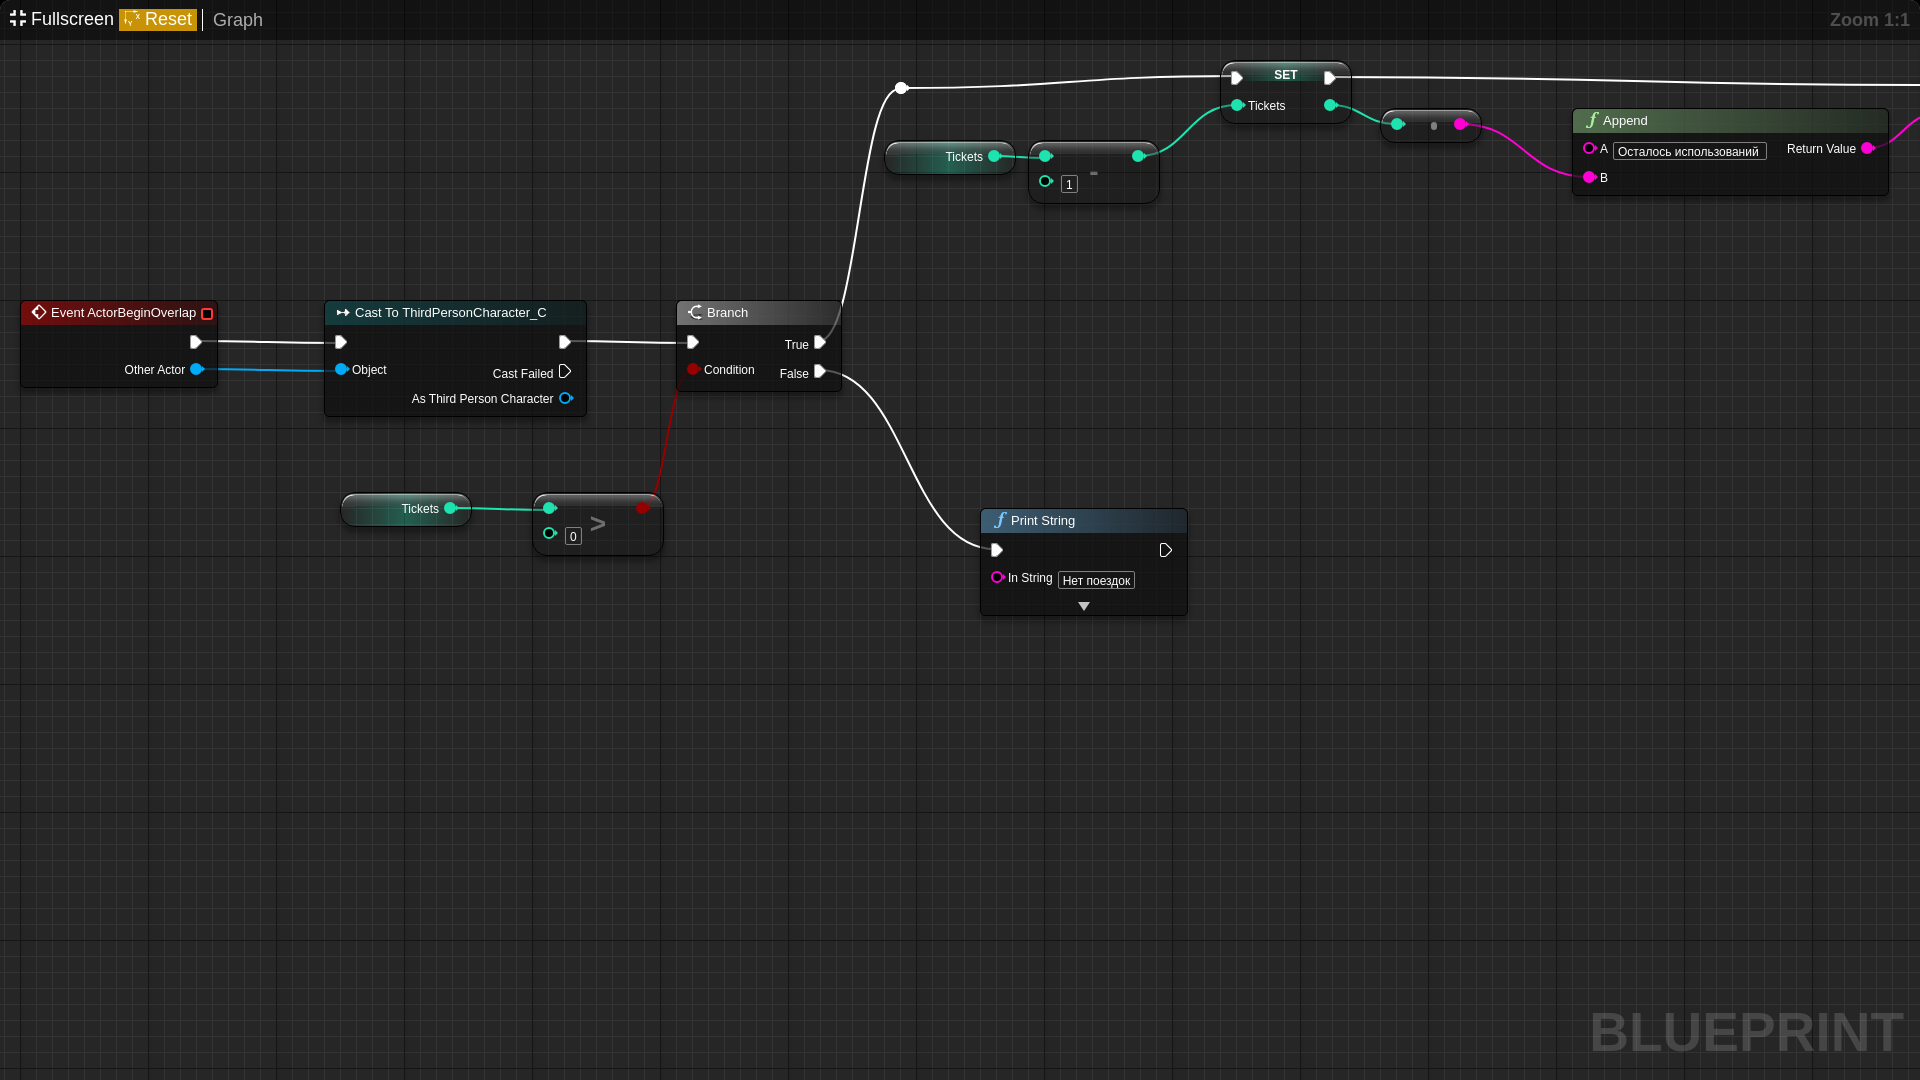 Fullscreen Reset Graph Zoom 1:1
SET
Tickets
Tickets
1
-
Append
A Осталось использований Return Value
B
Event ActorBeginOverlap
Other Actor
Cast To ThirdPersonCharacter_C
Object
Cast Failed
As Third Person Character
Branch
True
Condition
False
Tickets
0
>
Print String
In String Нет поездок
BLUEPRINT